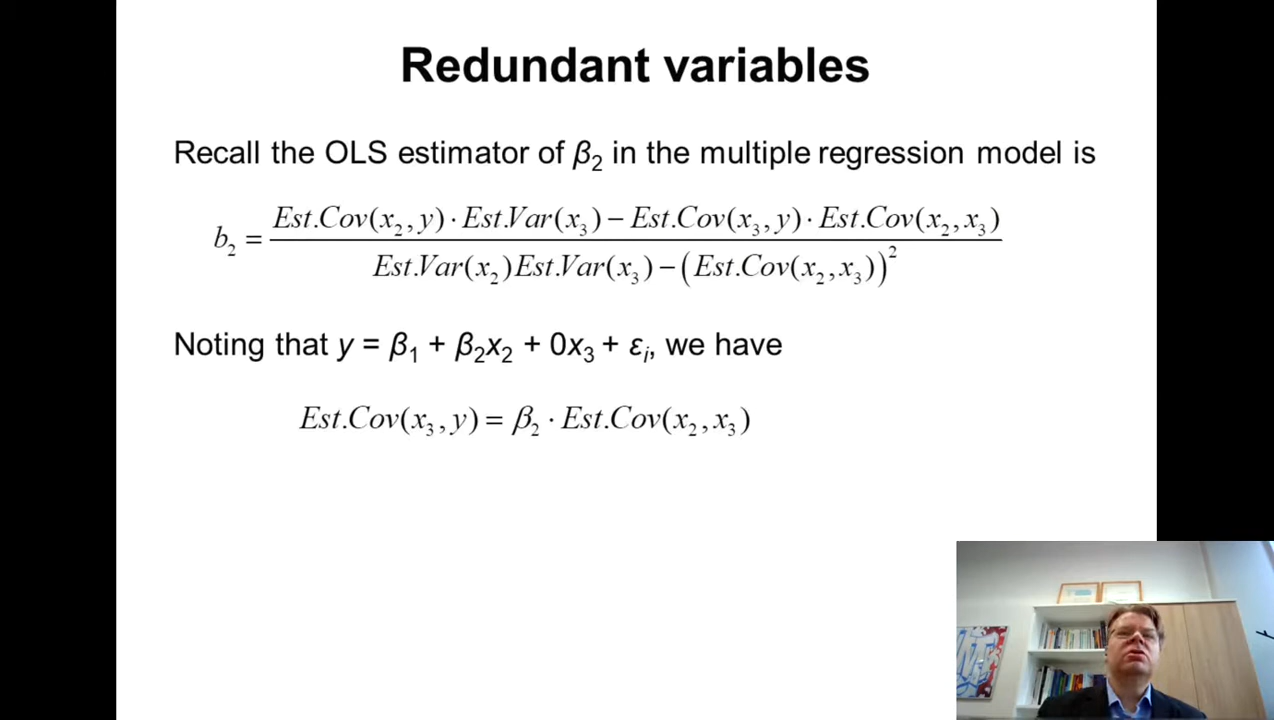 Redundant variables
Recall the OLS estimator of β₂ in the multiple regression model is
b₂ = (Est.Cov(x₂, y) · Est.Var(x₃) − Est.Cov(x₃, y) · Est.Cov(x₂, x₃)) / (Est.Var(x₂)Est.Var(x₃) − (Est.Cov(x₂, x₃))²)
Noting that y = β₁ + β₂x₂ + 0x₃ + εᵢ, we have
Est.Cov(x₃, y) = β₂ · Est.Cov(x₂, x₃)